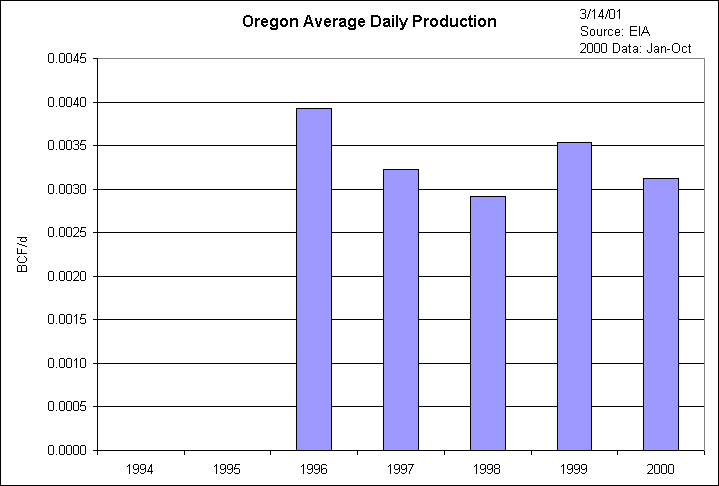 Oregon Average Daily Production
3/14/01
Source: EIA
2000 Data: Jan-Oct
0.0045
0.0040
0.0035
0.0030
0.0025
0.0020
0.0015
0.0010
0.0005
0.0000
BCF/d
1994 1995 1996 1997 1998 1999 2000